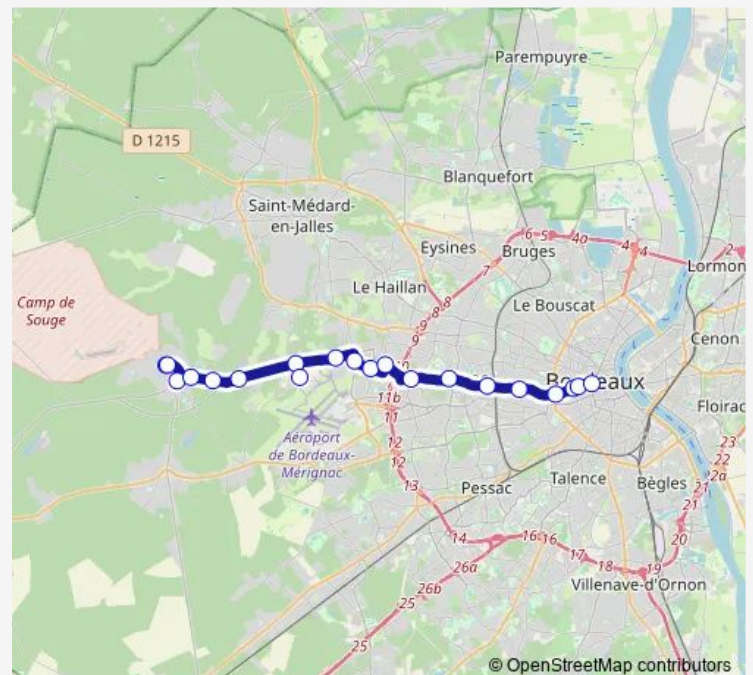 Parempuyre
D 1215
Blanquefort
Saint-Médard-
en-Jalles
6
5
4a
4
4
2
Eysines
Bruges
7
Lormon
Camp de
Souge
Le Haillan
8
8
9
9
Le Bouscat
Cenon
9
10
Bordeaux
11b
11
Floirac
Aéroport
de Bordeaux-
Mérignac
12
12
23
22
2a
13
Pessac
Talence
Bègles
21
21
14
16
16
20
26a
17
18
19
26b
Villenave-d'Ornon
25
25
© OpenStreetMap contributors